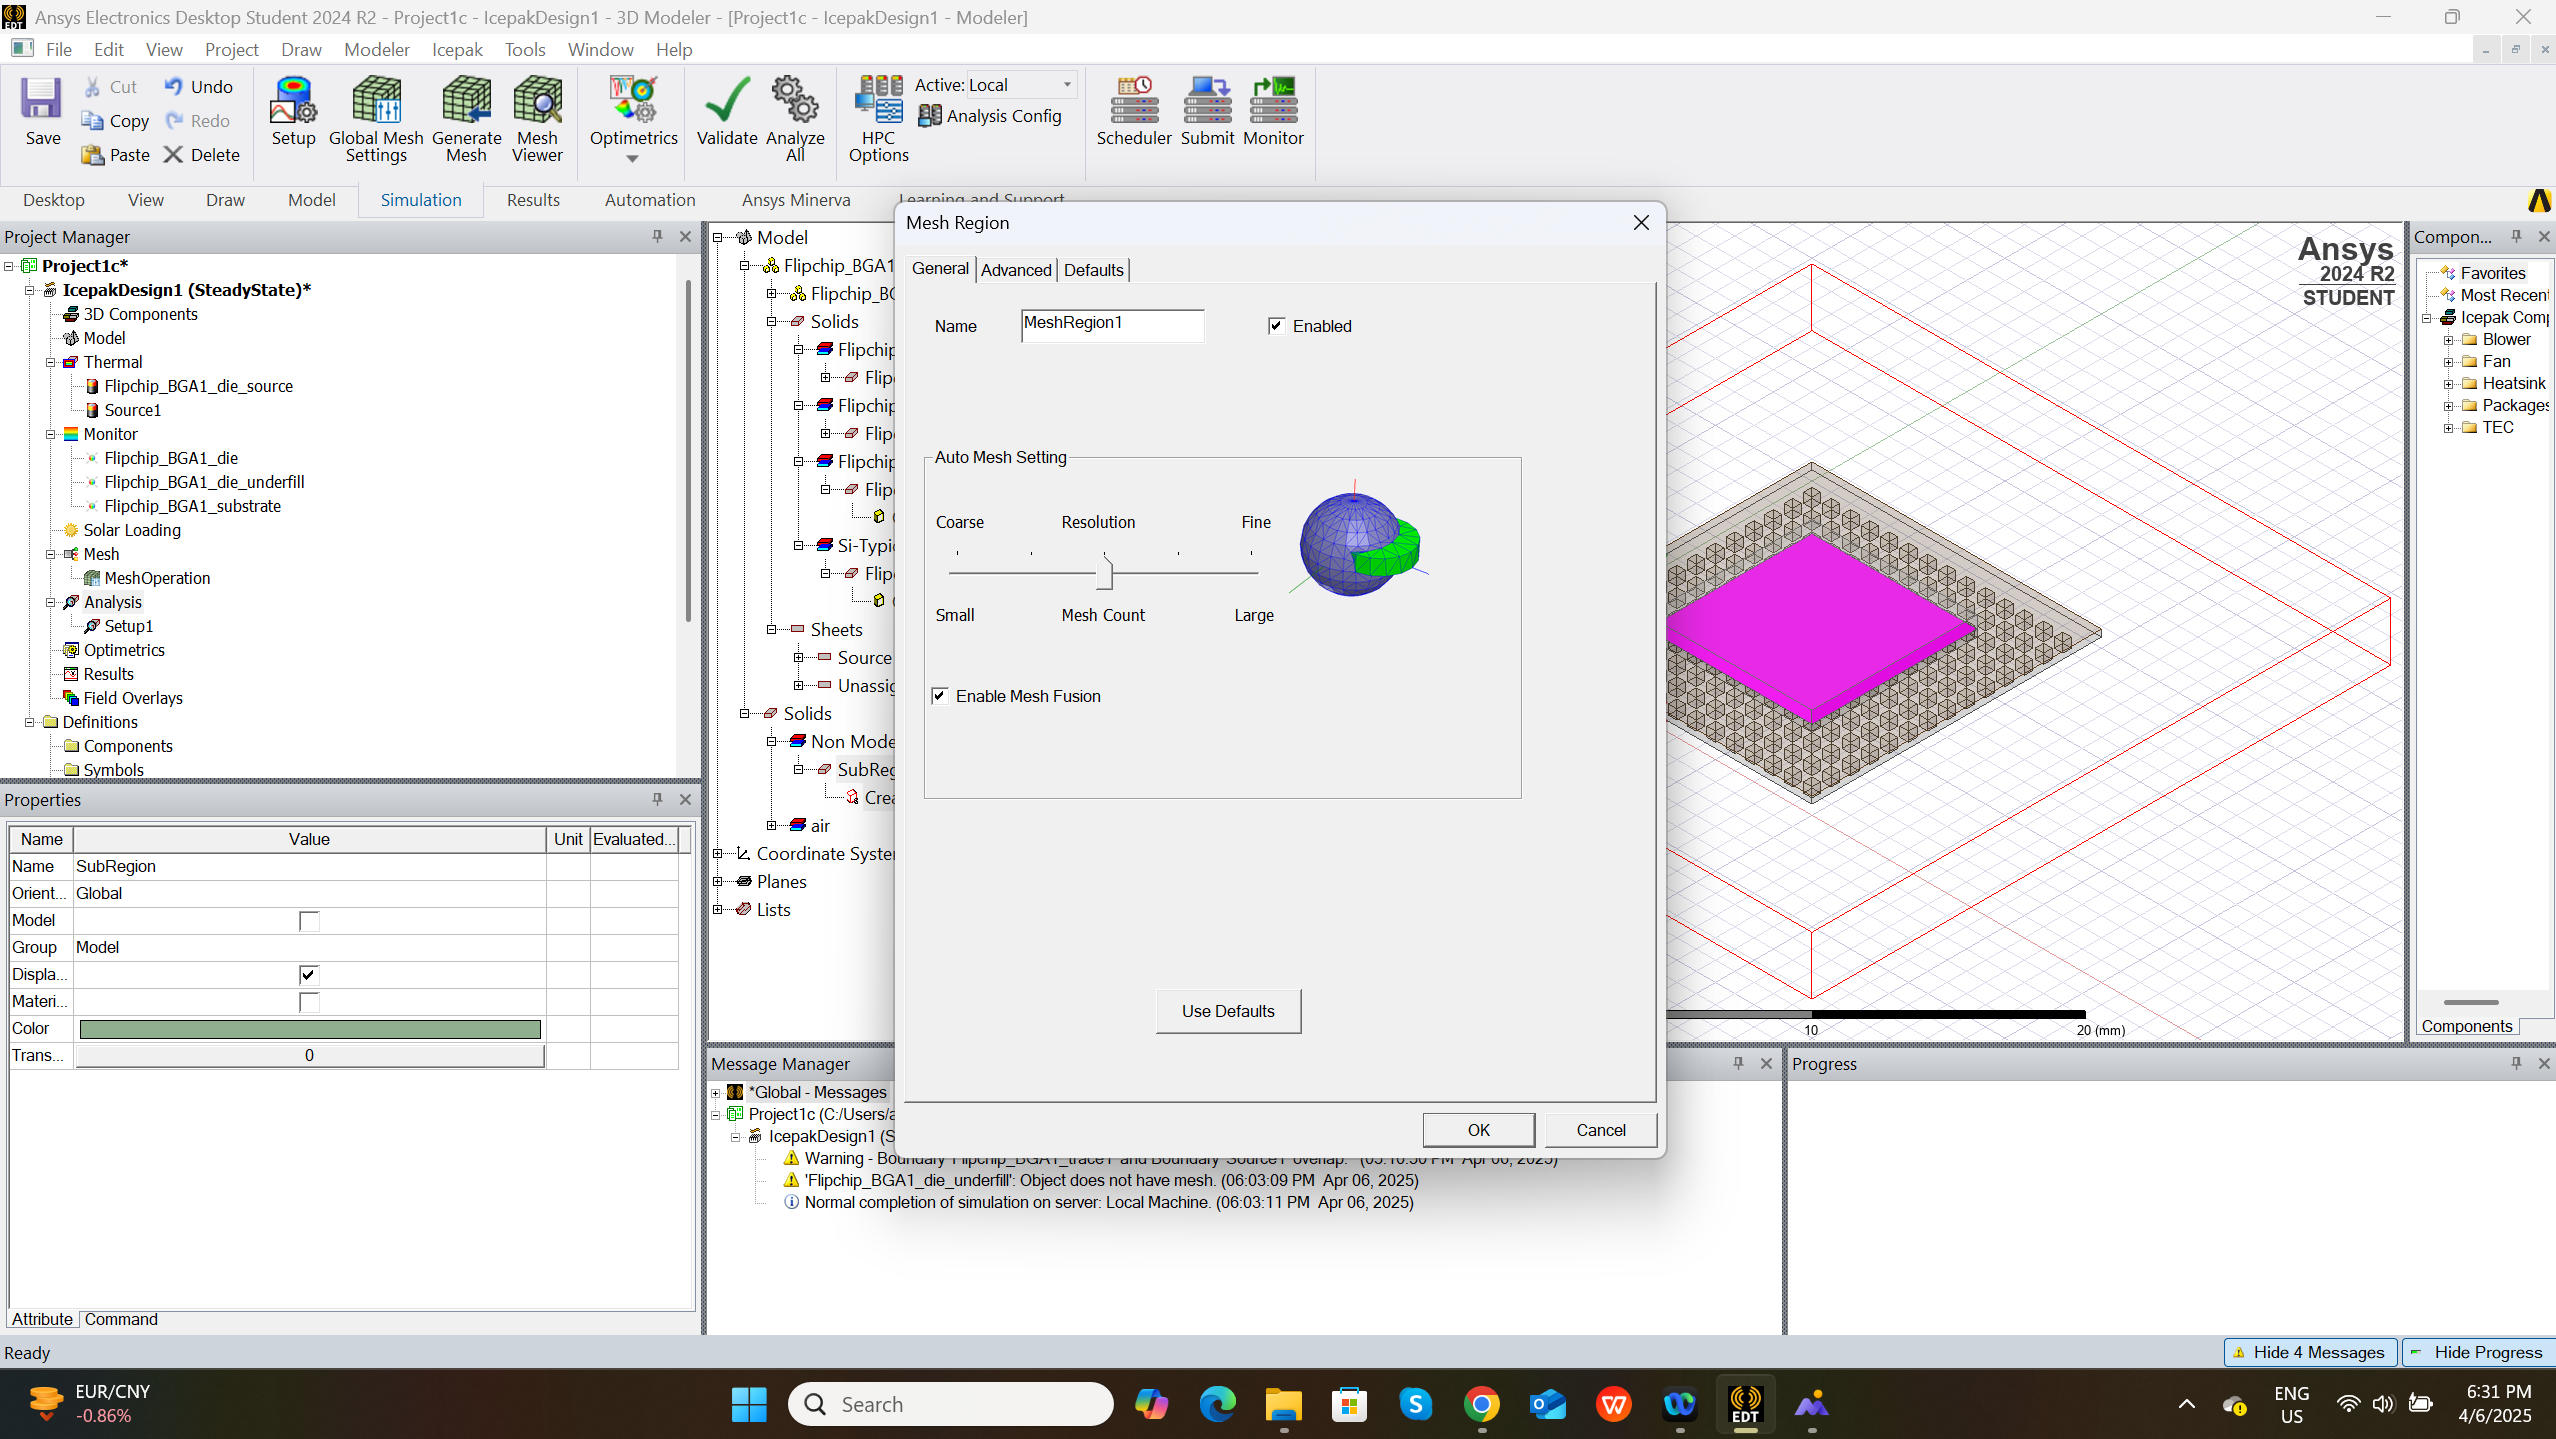 Ansys Electronics Desktop Student 2024 R2 - Project1c - IcepakDesign1 - 3D Modeler - [Project1c - IcepakDesign1 - Modeler]
File Edit View Project Draw Modeler Icepak Tools Window Help
Save
Cut
Copy
Paste
Undo
Redo
Delete
Setup
Global Mesh
Settings
Generate
Mesh
Mesh
Viewer
Optimetrics
Validate
Analyze
All
HPC
Options
Active: Local
Analysis Config
Scheduler
Submit
Monitor
Desktop View Draw Model Simulation Results Automation Ansys Minerva Learning and Support
Project Manager
Project1c*
IcepakDesign1 (SteadyState)*
3D Components
Model
Thermal
Flipchip_BGA1_die_source
Source1
Monitor
Flipchip_BGA1_die
Flipchip_BGA1_die_underfill
Flipchip_BGA1_substrate
Solar Loading
Mesh
MeshOperation
Analysis
Setup1
Optimetrics
Results
Field Overlays
Definitions
Components
Symbols
Properties
Name Value Unit Evaluated...
Name SubRegion
Orient... Global
Model
Group Model
Displa...
Materi...
Color
Trans... 0
Attribute Command
Model
Flipchip_BGA1
Flipchip_BG
Solids
Flipchip
Flip
Flipchip
Flip
Flipchip
Flip
Si-Typic
Flip
Sheets
Source
Unassig
Solids
Non Mode
SubReg
Crea
air
Coordinate Syste
Planes
Lists
Mesh Region
General Advanced Defaults
Name MeshRegion1 Enabled
Auto Mesh Setting
Coarse Resolution Fine
Small Mesh Count Large
Enable Mesh Fusion
Use Defaults
OK Cancel
Ansys
2024 R2
STUDENT
10 20 (mm)
Compon...
Favorites
Most Recent
Icepak Comp
Blower
Fan
Heatsink
Packages
TEC
Components
Message Manager
*Global - Messages
Project1c (C:/Users/a
IcepakDesign1 (S
Warning - Boundary 'Flipchip_BGA1_trace1' and Boundary 'Source1' overlap. (05:16:50 PM Apr 06, 2025)
'Flipchip_BGA1_die_underfill': Object does not have mesh. (06:03:09 PM Apr 06, 2025)
Normal completion of simulation on server: Local Machine. (06:03:11 PM Apr 06, 2025)
Progress
Ready
Hide 4 Messages
Hide Progress
EUR/CNY
-0.86%
Search
EDT
ENG
US
6:31 PM
4/6/2025